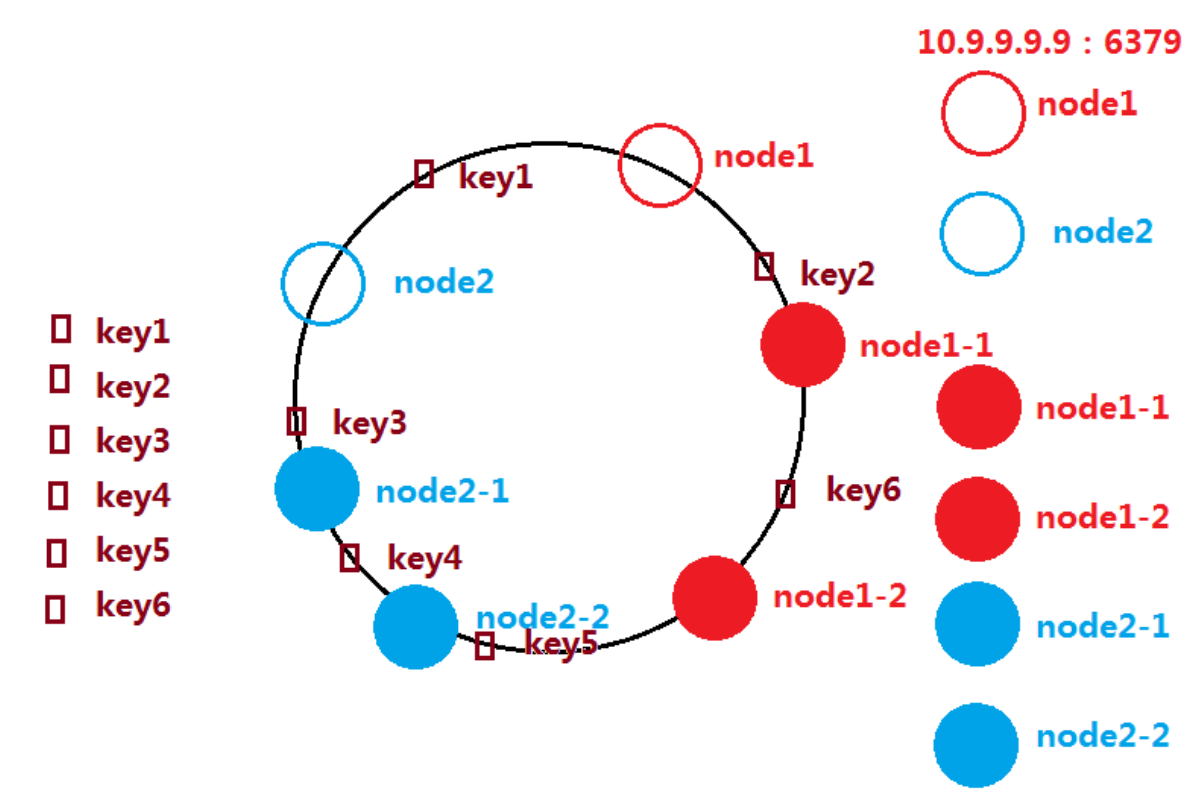 10.9.9.9.9 : 6379
node1
node1
key1
node2
key2
node2
key1
node1-1
key2
node1-1
key3
key3
node2-1
key6
key4
node1-2
key5
key4
node1-2
key6
node2-2
node2-1
key5
node2-2